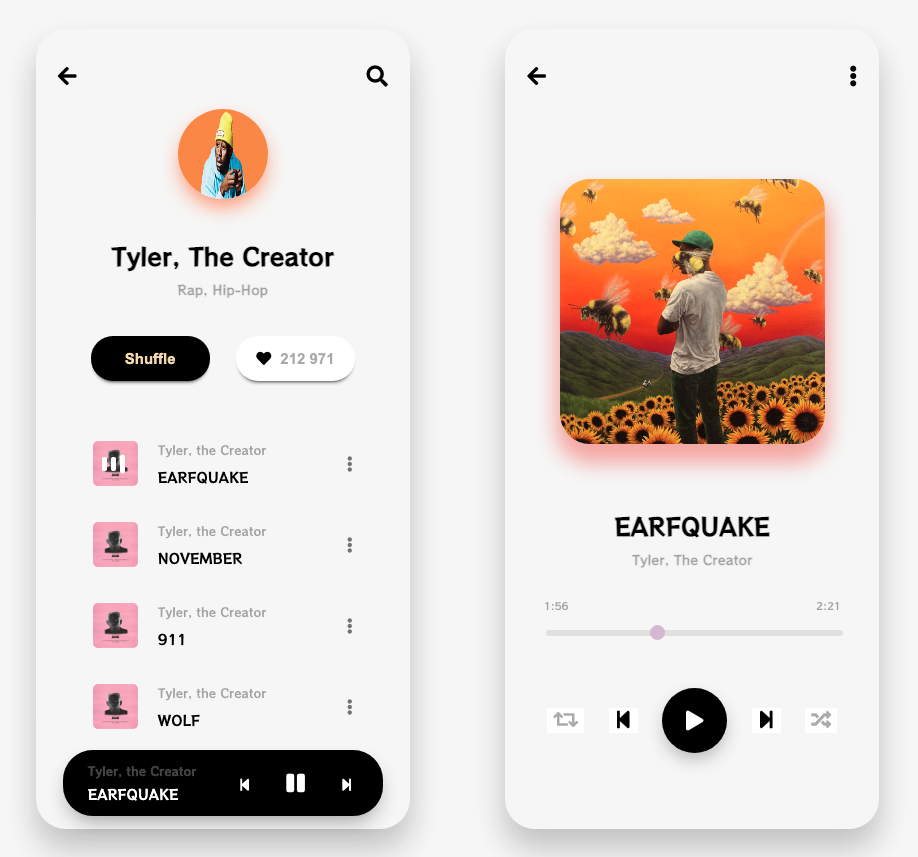 Tyler, The Creator
Rap, Hip-Hop
Shuffle
212 971
Tyler, the Creator
EARFQUAKE
Tyler, the Creator
NOVEMBER
Tyler, the Creator
911
Tyler, the Creator
WOLF
Tyler, the Creator
EARFQUAKE
EARFQUAKE
Tyler, The Creator
1:56
2:21